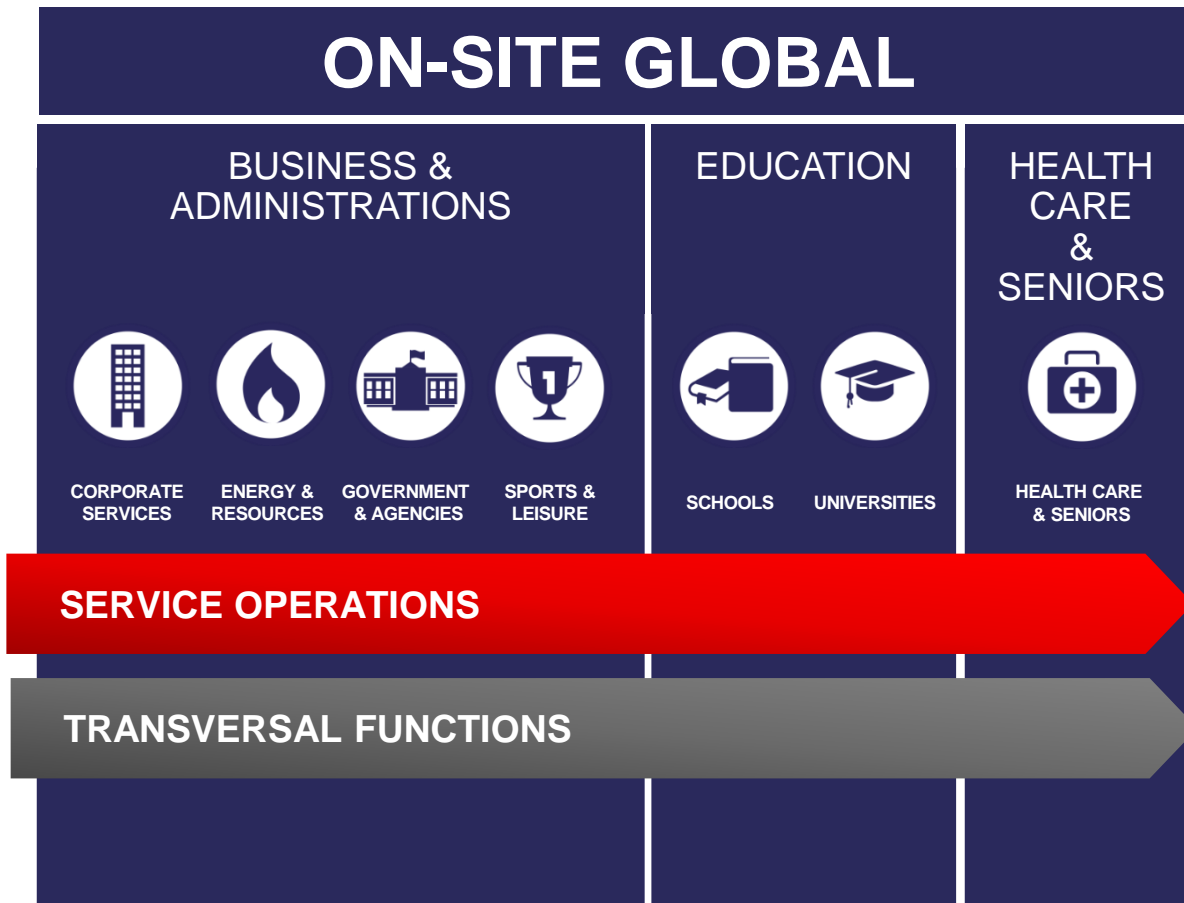 ON-SITE GLOBAL
BUSINESS &
ADMINISTRATIONS
EDUCATION
HEALTH
CARE
&
SENIORS
1
CORPORATE
SERVICES
ENERGY &
RESOURCES
GOVERNMENT
& AGENCIES
SPORTS &
LEISURE
SCHOOLS
UNIVERSITIES
HEALTH CARE
& SENIORS
SERVICE OPERATIONS
TRANSVERSAL FUNCTIONS